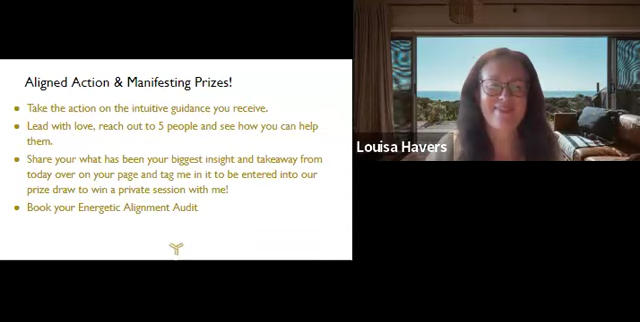 Aligned Action & Manifesting Prizes!
Take the action on the intuitive guidance you receive.
Lead with love, reach out to 5 people and see how you can help
them.
Share your what has been your biggest insight and takeaway from
today over on your page and tag me in it to be entered into our
prize draw to win a private session with me!
Book your Energetic Alignment Audit
Louisa Havers